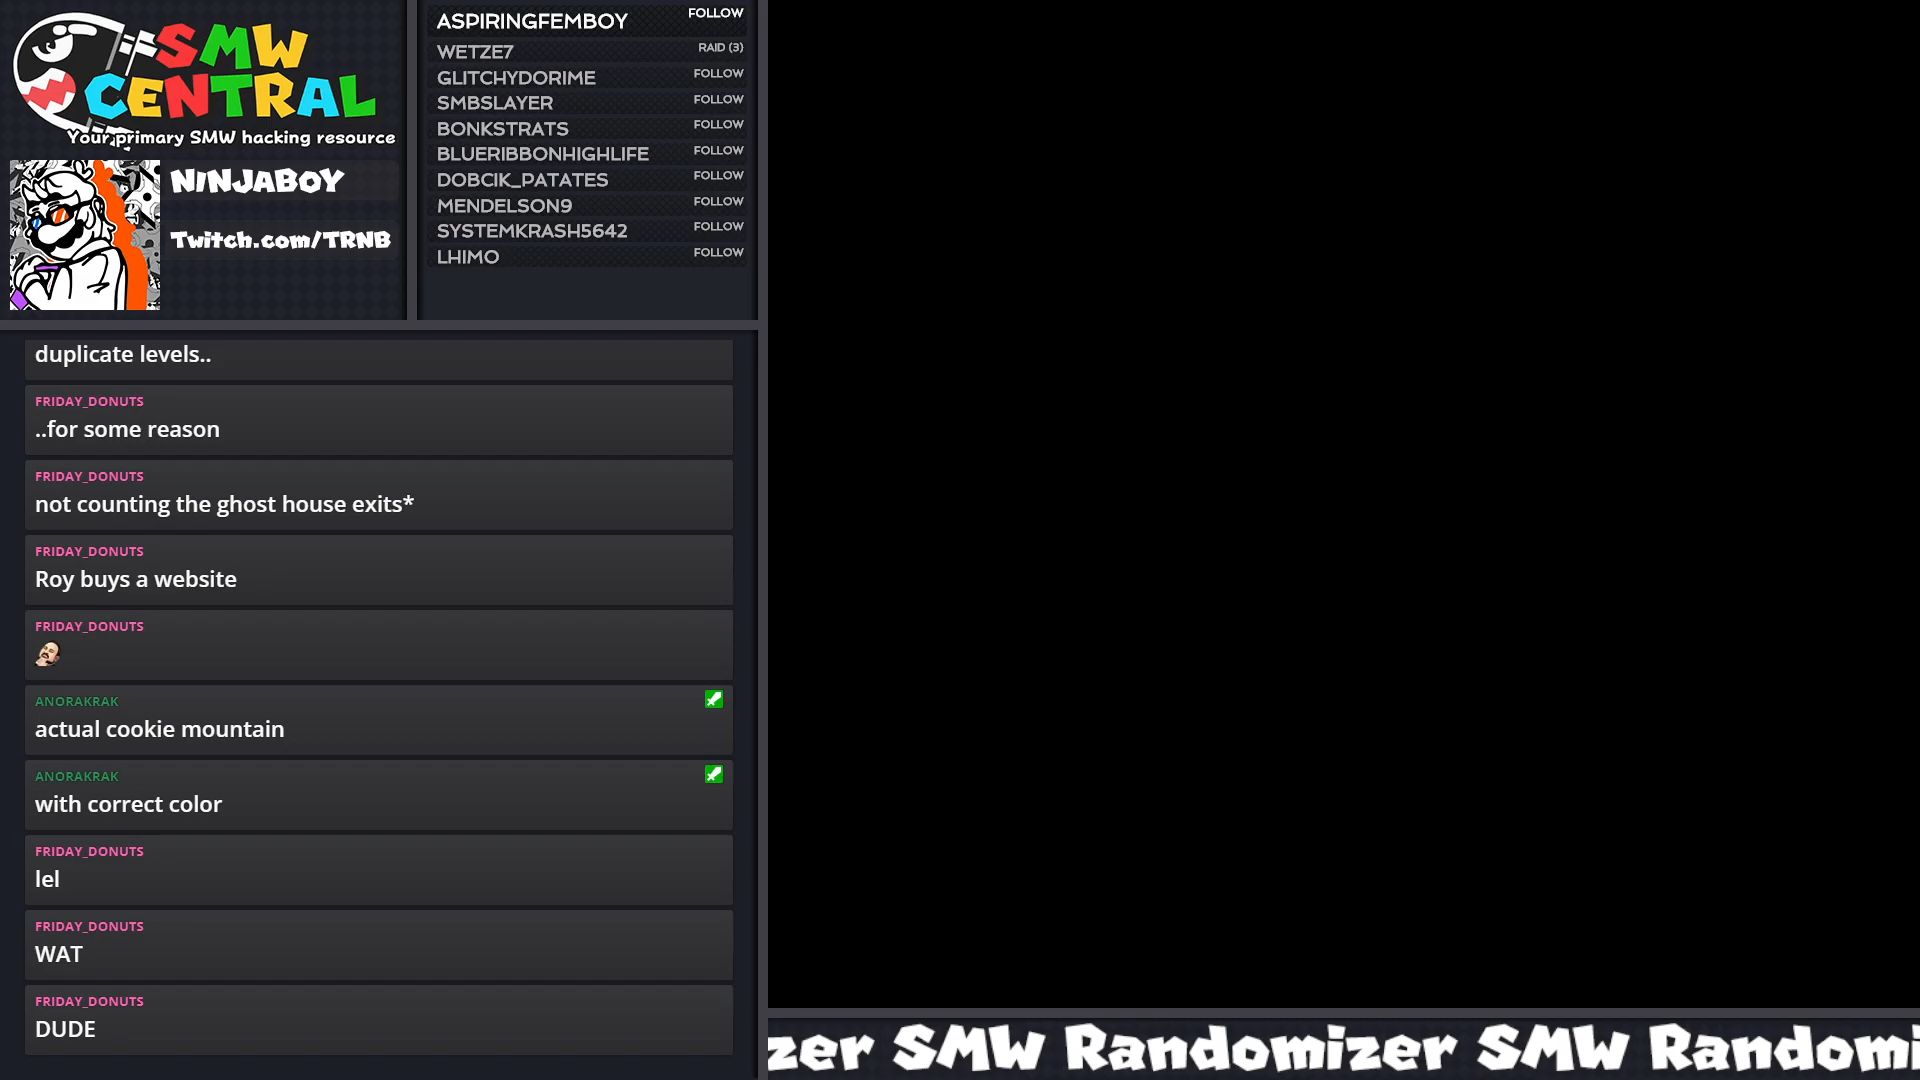 SMW
CENTRAL
Your primary SMW hacking resource
NINJABOY
Twitch.com/TRNB
ASPIRINGFEMBOY FOLLOW
WETZE7 RAID (3)
GLITCHYDORIME FOLLOW
SMBSLAYER FOLLOW
BONKSTRATS FOLLOW
BLUERIBBONHIGHLIFE FOLLOW
DOBCIK_PATATES FOLLOW
MENDELSON9 FOLLOW
SYSTEMKRASH5642 FOLLOW
LHIMO FOLLOW
duplicate levels..
FRIDAY_DONUTS
..for some reason
FRIDAY_DONUTS
not counting the ghost house exits*
FRIDAY_DONUTS
Roy buys a website
FRIDAY_DONUTS
ANORAKRAK
actual cookie mountain
ANORAKRAK
with correct color
FRIDAY_DONUTS
lel
FRIDAY_DONUTS
WAT
FRIDAY_DONUTS
DUDE
zer SMW Randomizer SMW Randomi